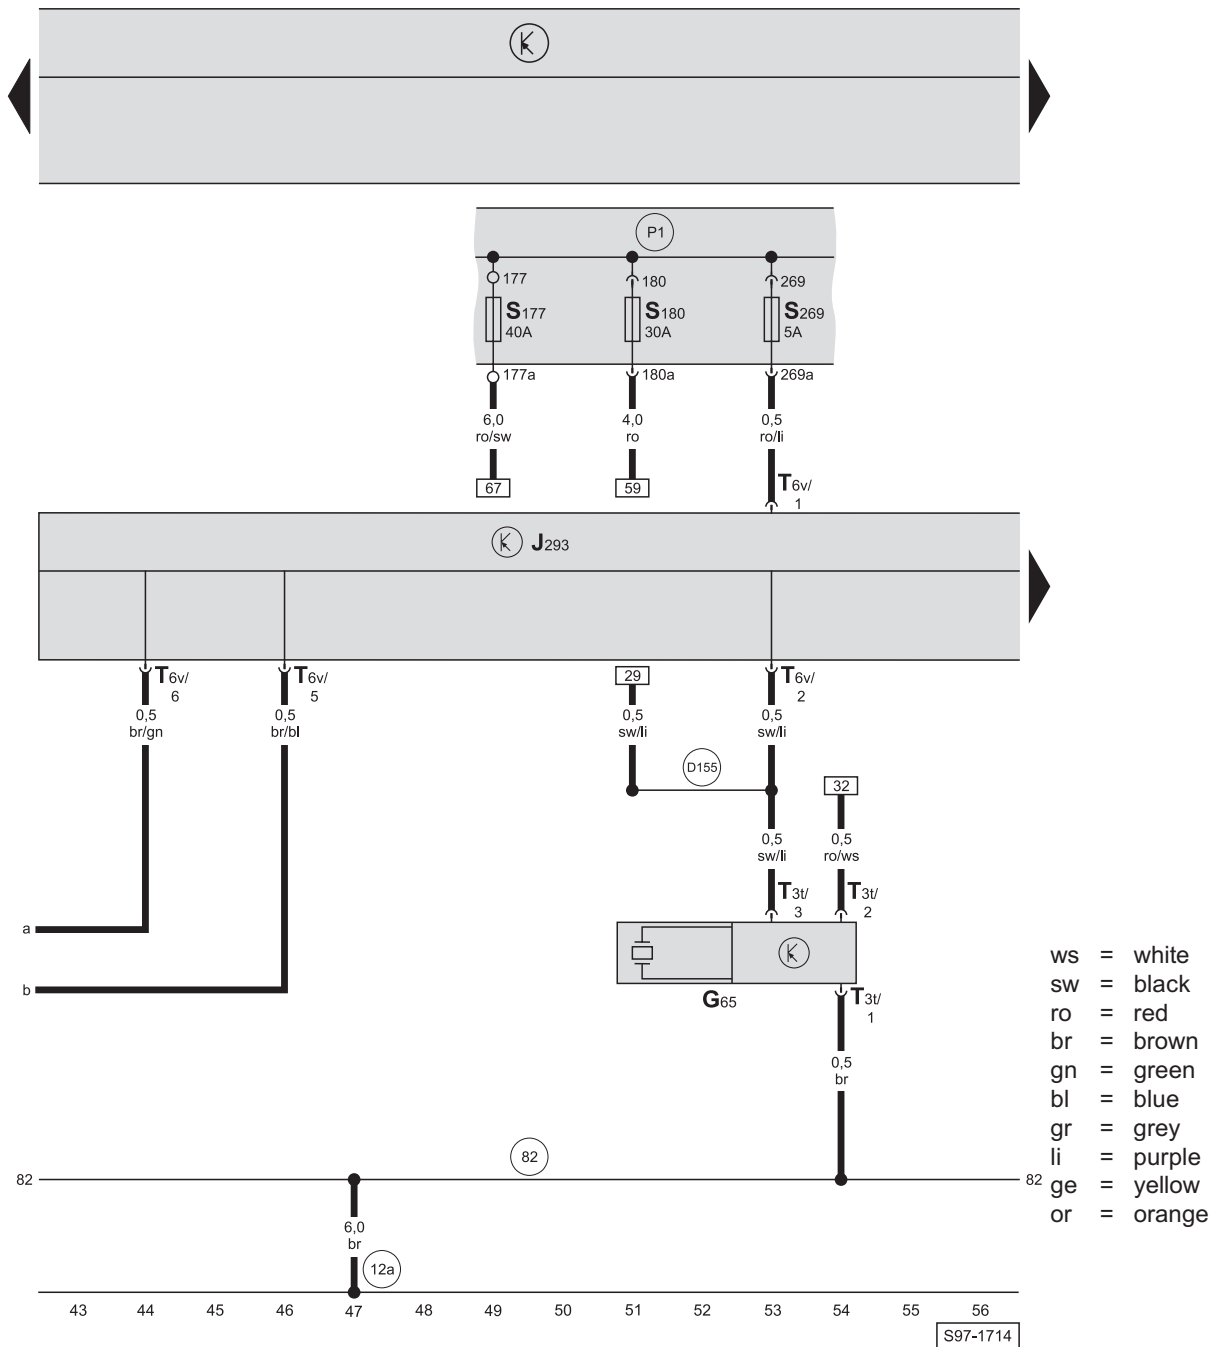 P1
177 180 269
S177 S180 S269
40A 30A 5A
177a 180a 269a
6,0 4,0 0,5
ro/sw ro ro/li
67 59 T6v/
1
J293
T6v/ T6v/ 29 T6v/
6 5 2
0,5 0,5 0,5 0,5
br/gn br/bl sw/li sw/li
D155
32
0,5 0,5
sw/li ro/ws
T3t/ T3t/
3 2
a
b
G65 T3t/
1
0,5
br
82 82 82
6,0
br
12a
43 44 45 46 47 48 49 50 51 52 53 54 55 56
S97-1714
ws = white
sw = black
ro = red
br = brown
gn = green
bl = blue
gr = grey
li = purple
ge = yellow
or = orange